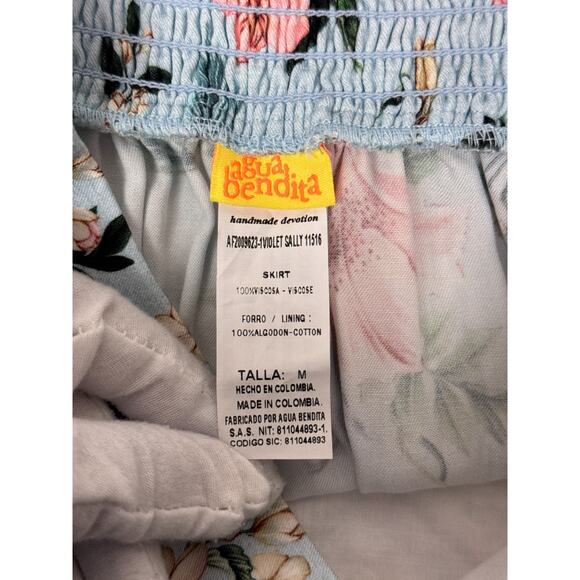 agua
bendita
handmade devotion
AF2009623-1VIOLET SALLY 11516
SKIRT
100%VISCOSA - VISCOSE
FORRO / LINING :
100%ALGODON-COTTON
TALLA: M
HECHO EN COLOMBIA.
MADE IN COLOMBIA.
FABRICADO POR AGUA BENDITA
S.A.S. NIT: 811044893-1.
CODIGO SIC: 811044893